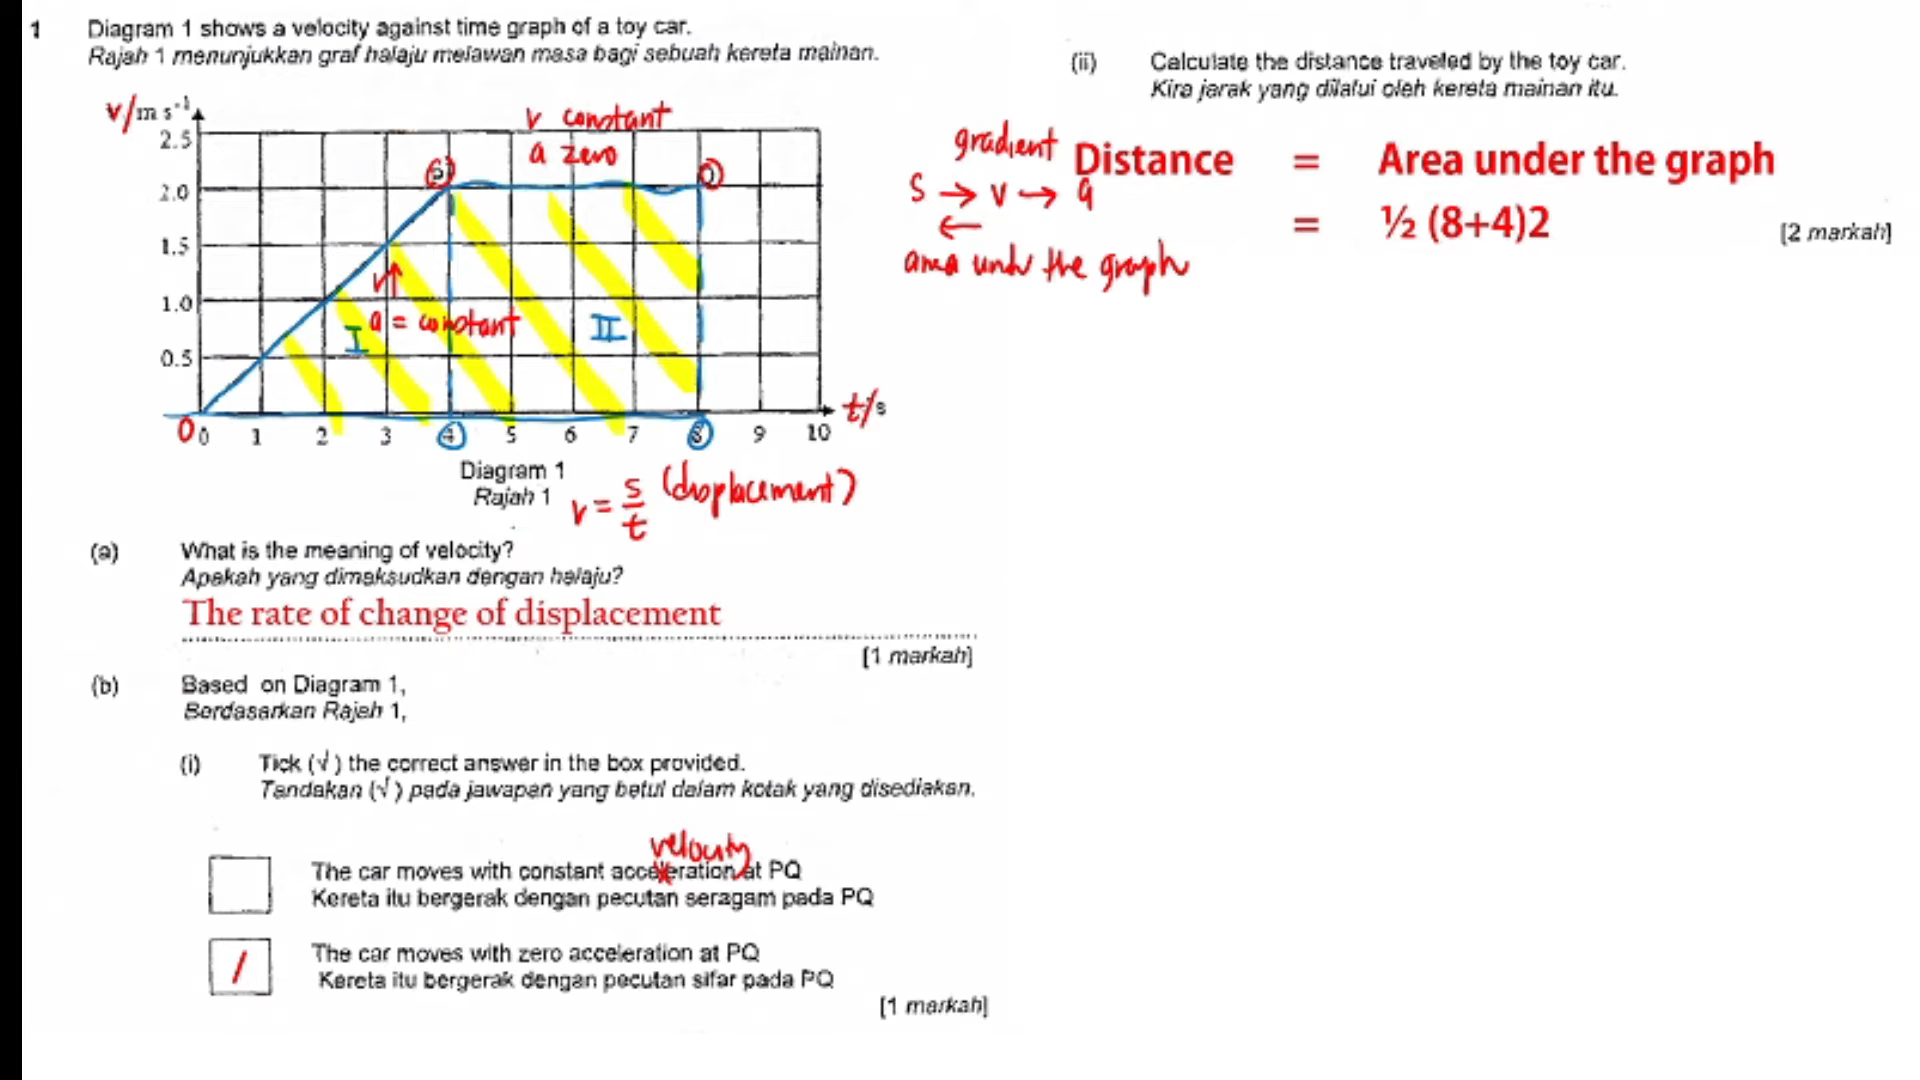 1 Diagram 1 shows a velocity against time graph of a toy car.
Rajah 1 menunjukkan graf halaju melawan masa bagi sebuah kereta mainan.
v/m s⁻¹
2.5
2.0
1.5
1.0
0.5
v constant
a zero
v↑
a = constant
I
II
O 0 1 2 3 4 5 6 7 8 9 10
t/s
Diagram 1
Rajah 1
v = s/t (displacement)
(a) What is the meaning of velocity?
Apakah yang dimaksudkan dengan halaju?
The rate of change of displacement
[1 markah]
(b) Based on Diagram 1,
Berdasarkan Rajah 1,
(i) Tick (√) the correct answer in the box provided.
Tandakan (√) pada jawapan yang betul dalam kotak yang disediakan.
velocity
The car moves with constant acceleration at PQ
Kereta itu bergerak dengan pecutan seragam pada PQ
/ The car moves with zero acceleration at PQ
Kereta itu bergerak dengan pecutan sifar pada PQ
[1 markah]
(ii) Calculate the distance traveled by the toy car.
Kira jarak yang dilalui oleh kereta mainan itu.
gradient
s → v → a
←
area under the graph
Distance = Area under the graph
= ½ (8+4)2
[2 markah]